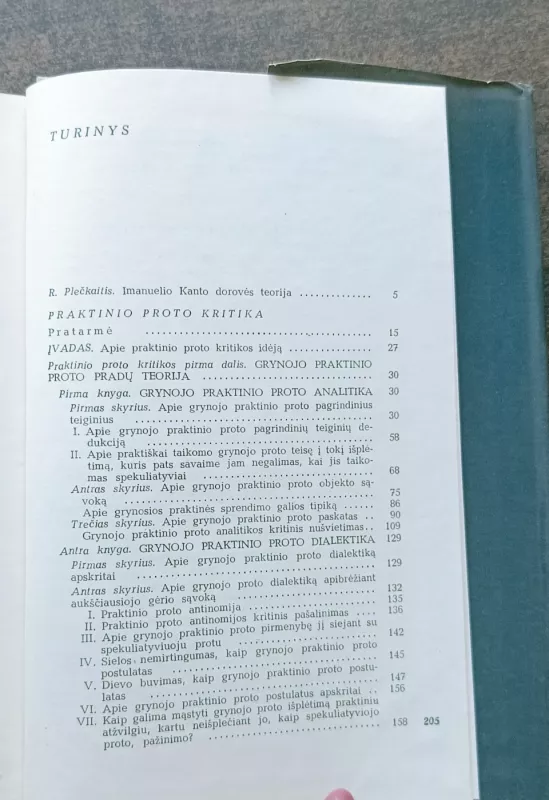 TURINYS
R. Plečkaitis. Imanuelio Kanto dorovės teorija .............. 5
PRAKTINIO PROTO KRITIKA
Pratarmė .............. 15
ĮVADAS. Apie praktinio proto kritikos idėją .............. 27
Praktinio proto kritikos pirma dalis. GRYNOJO PRAKTINIO
PROTO PRADŲ TEORIJA .............. 30
Pirma knyga. GRYNOJO PRAKTINIO PROTO ANALITIKA 30
Pirmas skyrius. Apie grynojo praktinio proto pagrindinius
teiginius .............. 30
I. Apie grynojo praktinio proto pagrindinių teiginių de-
dukciją .............. 58
II. Apie praktiškai taikomo grynojo proto teisę į tokį išplė-
timą, kuris pats savaime jam negalimas, kai jis taiko-
mas spekuliatyviai .............. 68
Antras skyrius. Apie grynojo praktinio proto objekto są-
voką .............. 75
Apie grynosios praktinės sprendimo galios tipiką ...... 86
Trečias skyrius. Apie grynojo praktinio proto paskatas .. 90
Grynojo praktinio proto analitikos kritinis nušvietimas.. 109
Antra knyga. GRYNOJO PRAKTINIO PROTO DIALEKTIKA 129
Pirmas skyrius. Apie grynojo praktinio proto dialektiką
apskritai .............. 129
Antras skyrius. Apie grynojo proto dialektiką apibrėžiant
aukščiausiojo gėrio sąvoką .............. 132
I. Praktinio proto antinomija .............. 135
II. Praktinio proto antinomijos kritinis pašalinimas .... 136
III. Apie grynojo praktinio proto pirmenybę jį siejant su
spekuliatyviuoju protu .............. 142
IV. Sielos nemirtingumas, kaip grynojo praktinio proto
postulatas .............. 145
V. Dievo buvimas, kaip grynojo praktinio proto postu-
latas .............. 147
VI. Apie grynojo praktinio proto postulatus apskritai .. 156
VII. Kaip galima mąstyti grynojo proto išplėtimą praktiniu
atžvilgiu, kartu neišplečiant jo, kaip spekuliatyviojo
proto, pažinimo? .............. 158 205